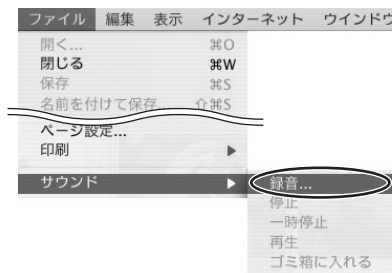 ファイル 編集 表示 インターネット ウインドウ
開く... ⌘O
閉じる ⌘W
保存 ⌘S
名前を付けて保存... ⇧⌘S
ページ設定...
印刷 ▶
サウンド ▶
録音...
停止
一時停止
再生
ゴミ箱に入れる